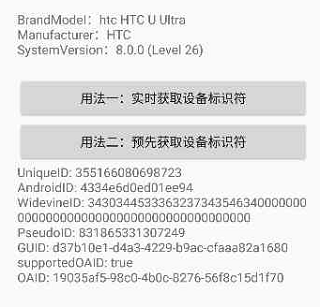 BrandModel：htc HTC U Ultra
Manufacturer：HTC
SystemVersion：8.0.0 (Level 26)
用法一：实时获取设备标识符
用法二：预先获取设备标识符
UniqueID: 355166080698723
AndroidID: 4334e6d0ed01ee94
WidevineID: 3430344533363237343546340000000
00000000000000000000000000000000
PseudoID: 831865331307249
GUID: d37b10e1-d4a3-4229-b9ac-cfaaa82a1680
supportedOAID: true
OAID: 19035af5-98c0-4b0c-8276-56f8c15d1f70